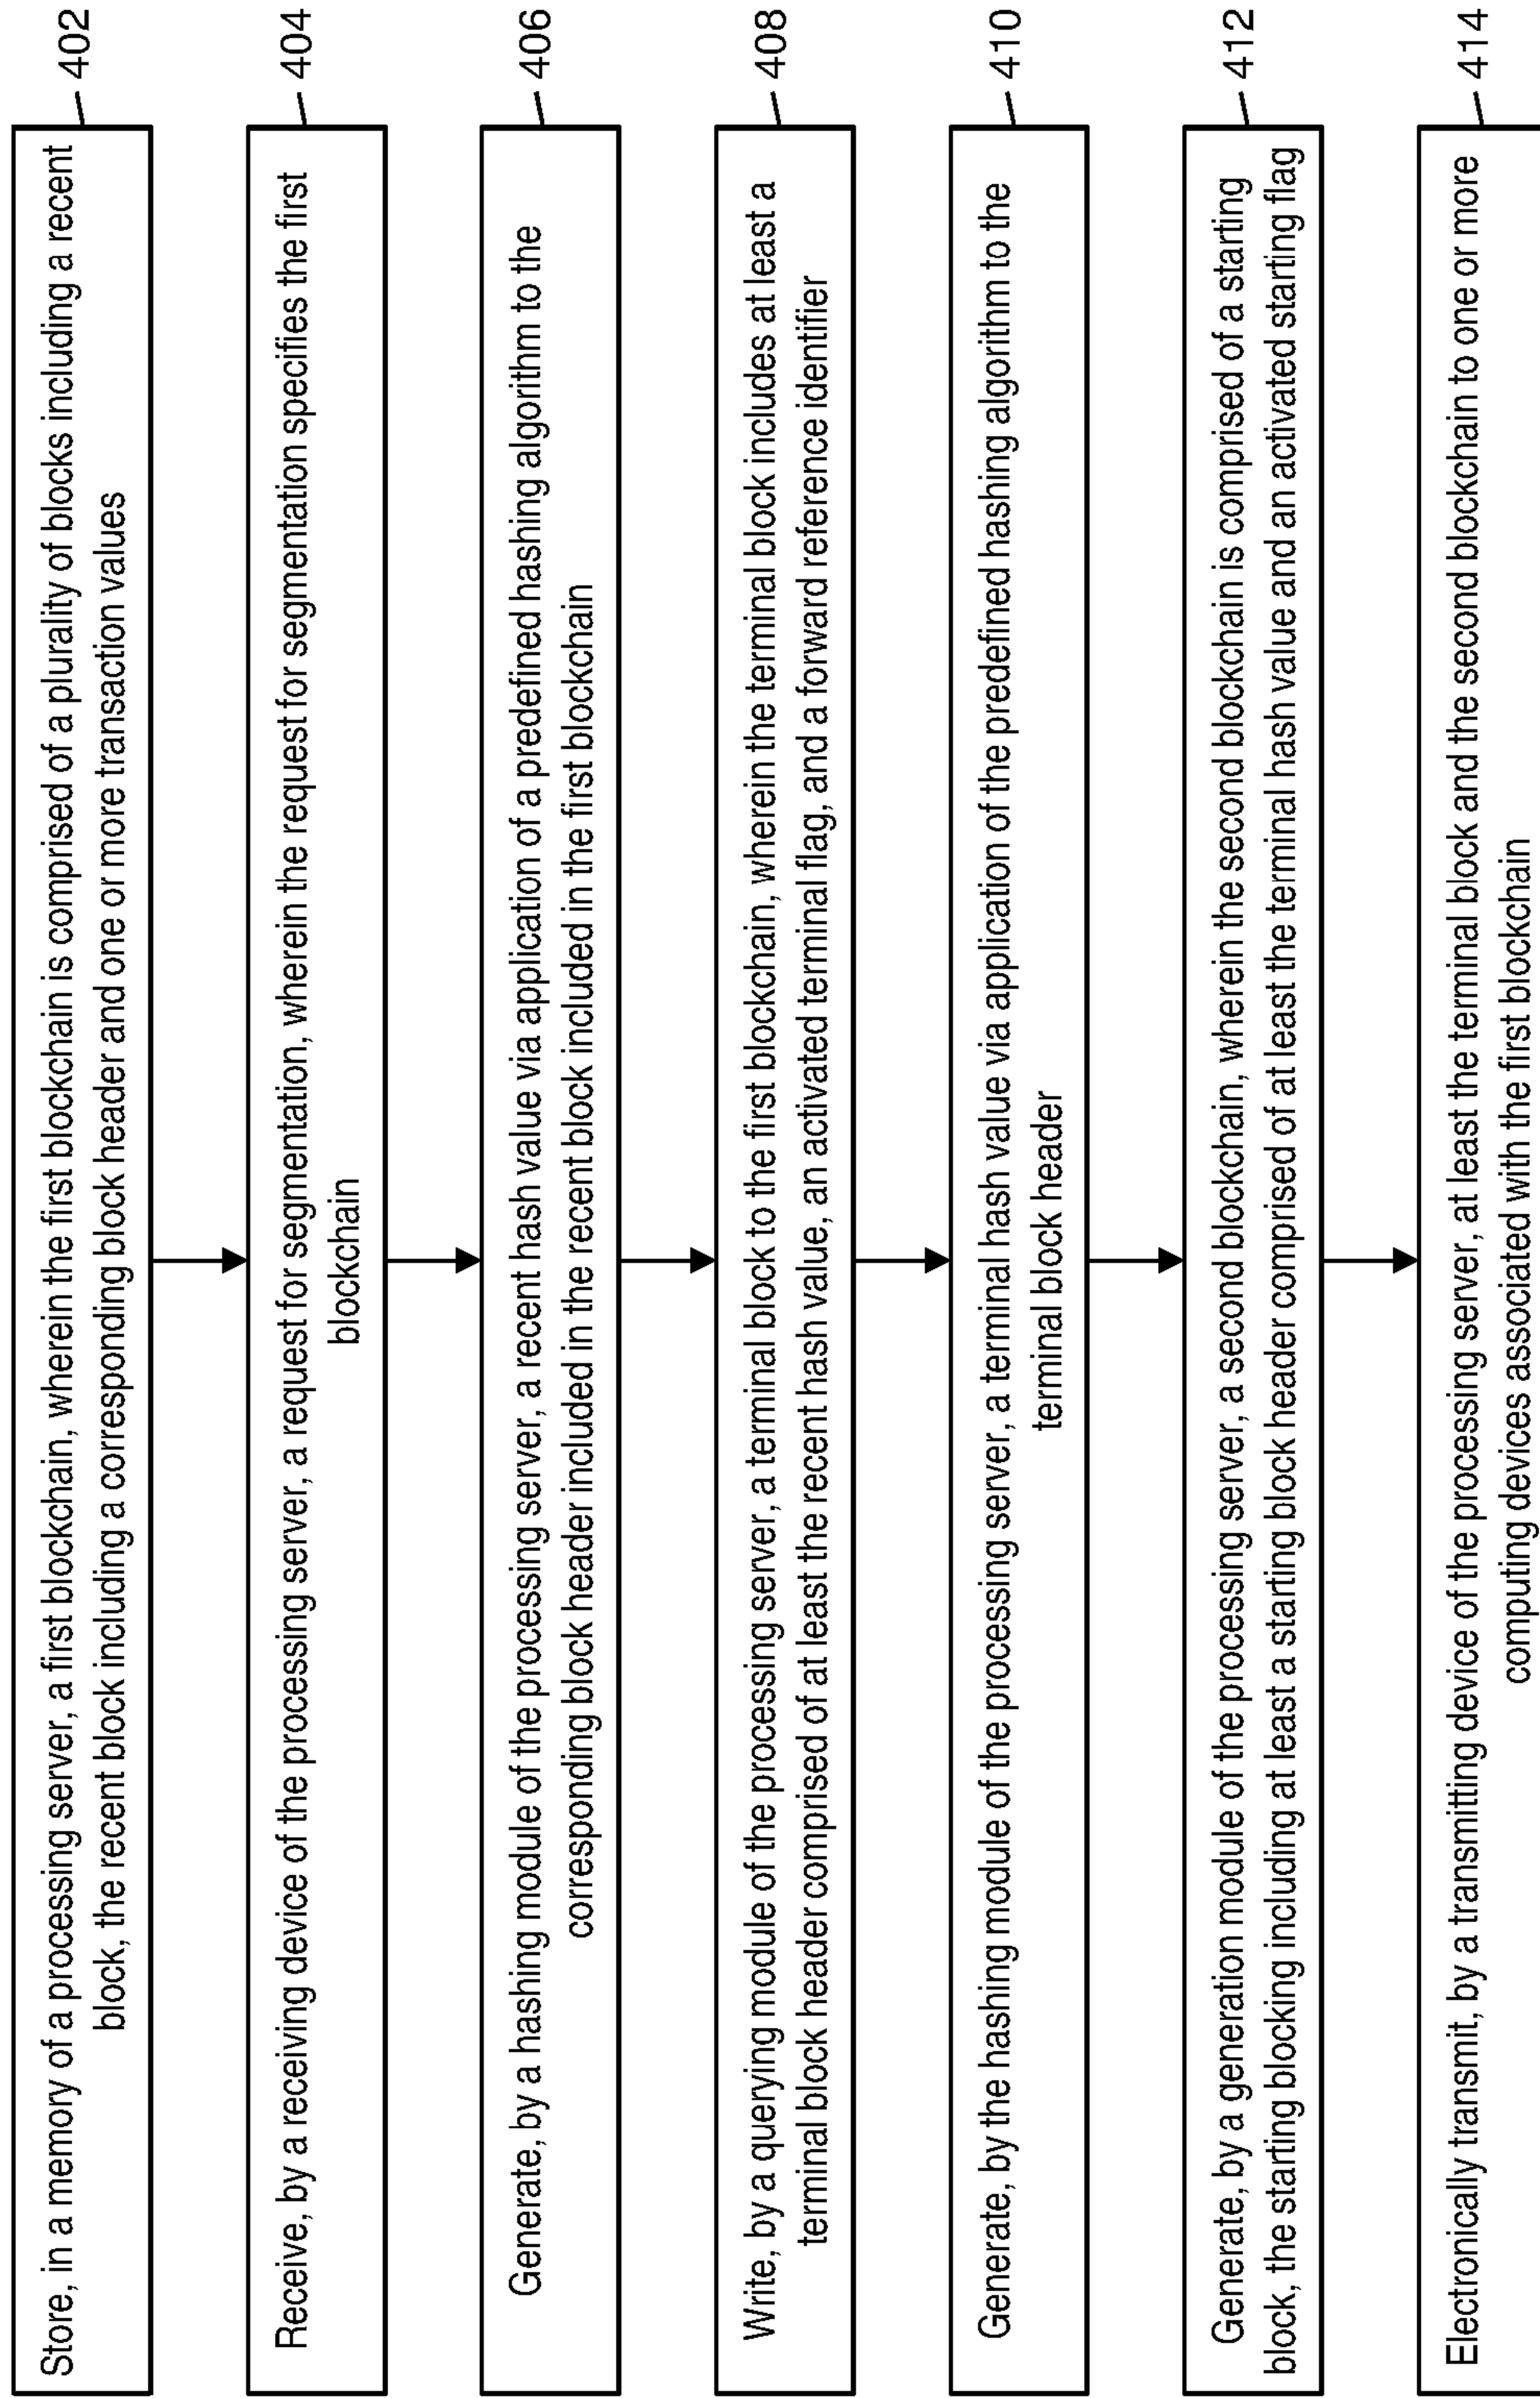 Store, in a memory of a processing server, a first blockchain, wherein the first blockchain is comprised of a plurality of blocks including a recent
block, the recent block including a corresponding block header and one or more transaction values
402
Receive, by a receiving device of the processing server, a request for segmentation, wherein the request for segmentation specifies the first
blockchain
404
Generate, by a hashing module of the processing server, a recent hash value via application of a predefined hashing algorithm to the
corresponding block header included in the recent block included in the first blockchain
406
Write, by a querying module of the processing server, a terminal block to the first blockchain, wherein the terminal block includes at least a
terminal block header comprised of at least the recent hash value, an activated terminal flag, and a forward reference identifier
408
Generate, by the hashing module of the processing server, a terminal hash value via application of the predefined hashing algorithm to the
terminal block header
410
Generate, by a generation module of the processing server, a second blockchain, wherein the second blockchain is comprised of a starting
block, the starting blocking including at least a starting block header comprised of at least the terminal hash value and an activated starting flag
412
Electronically transmit, by a transmitting device of the processing server, at least the terminal block and the second blockchain to one or more
computing devices associated with the first blockchain
414